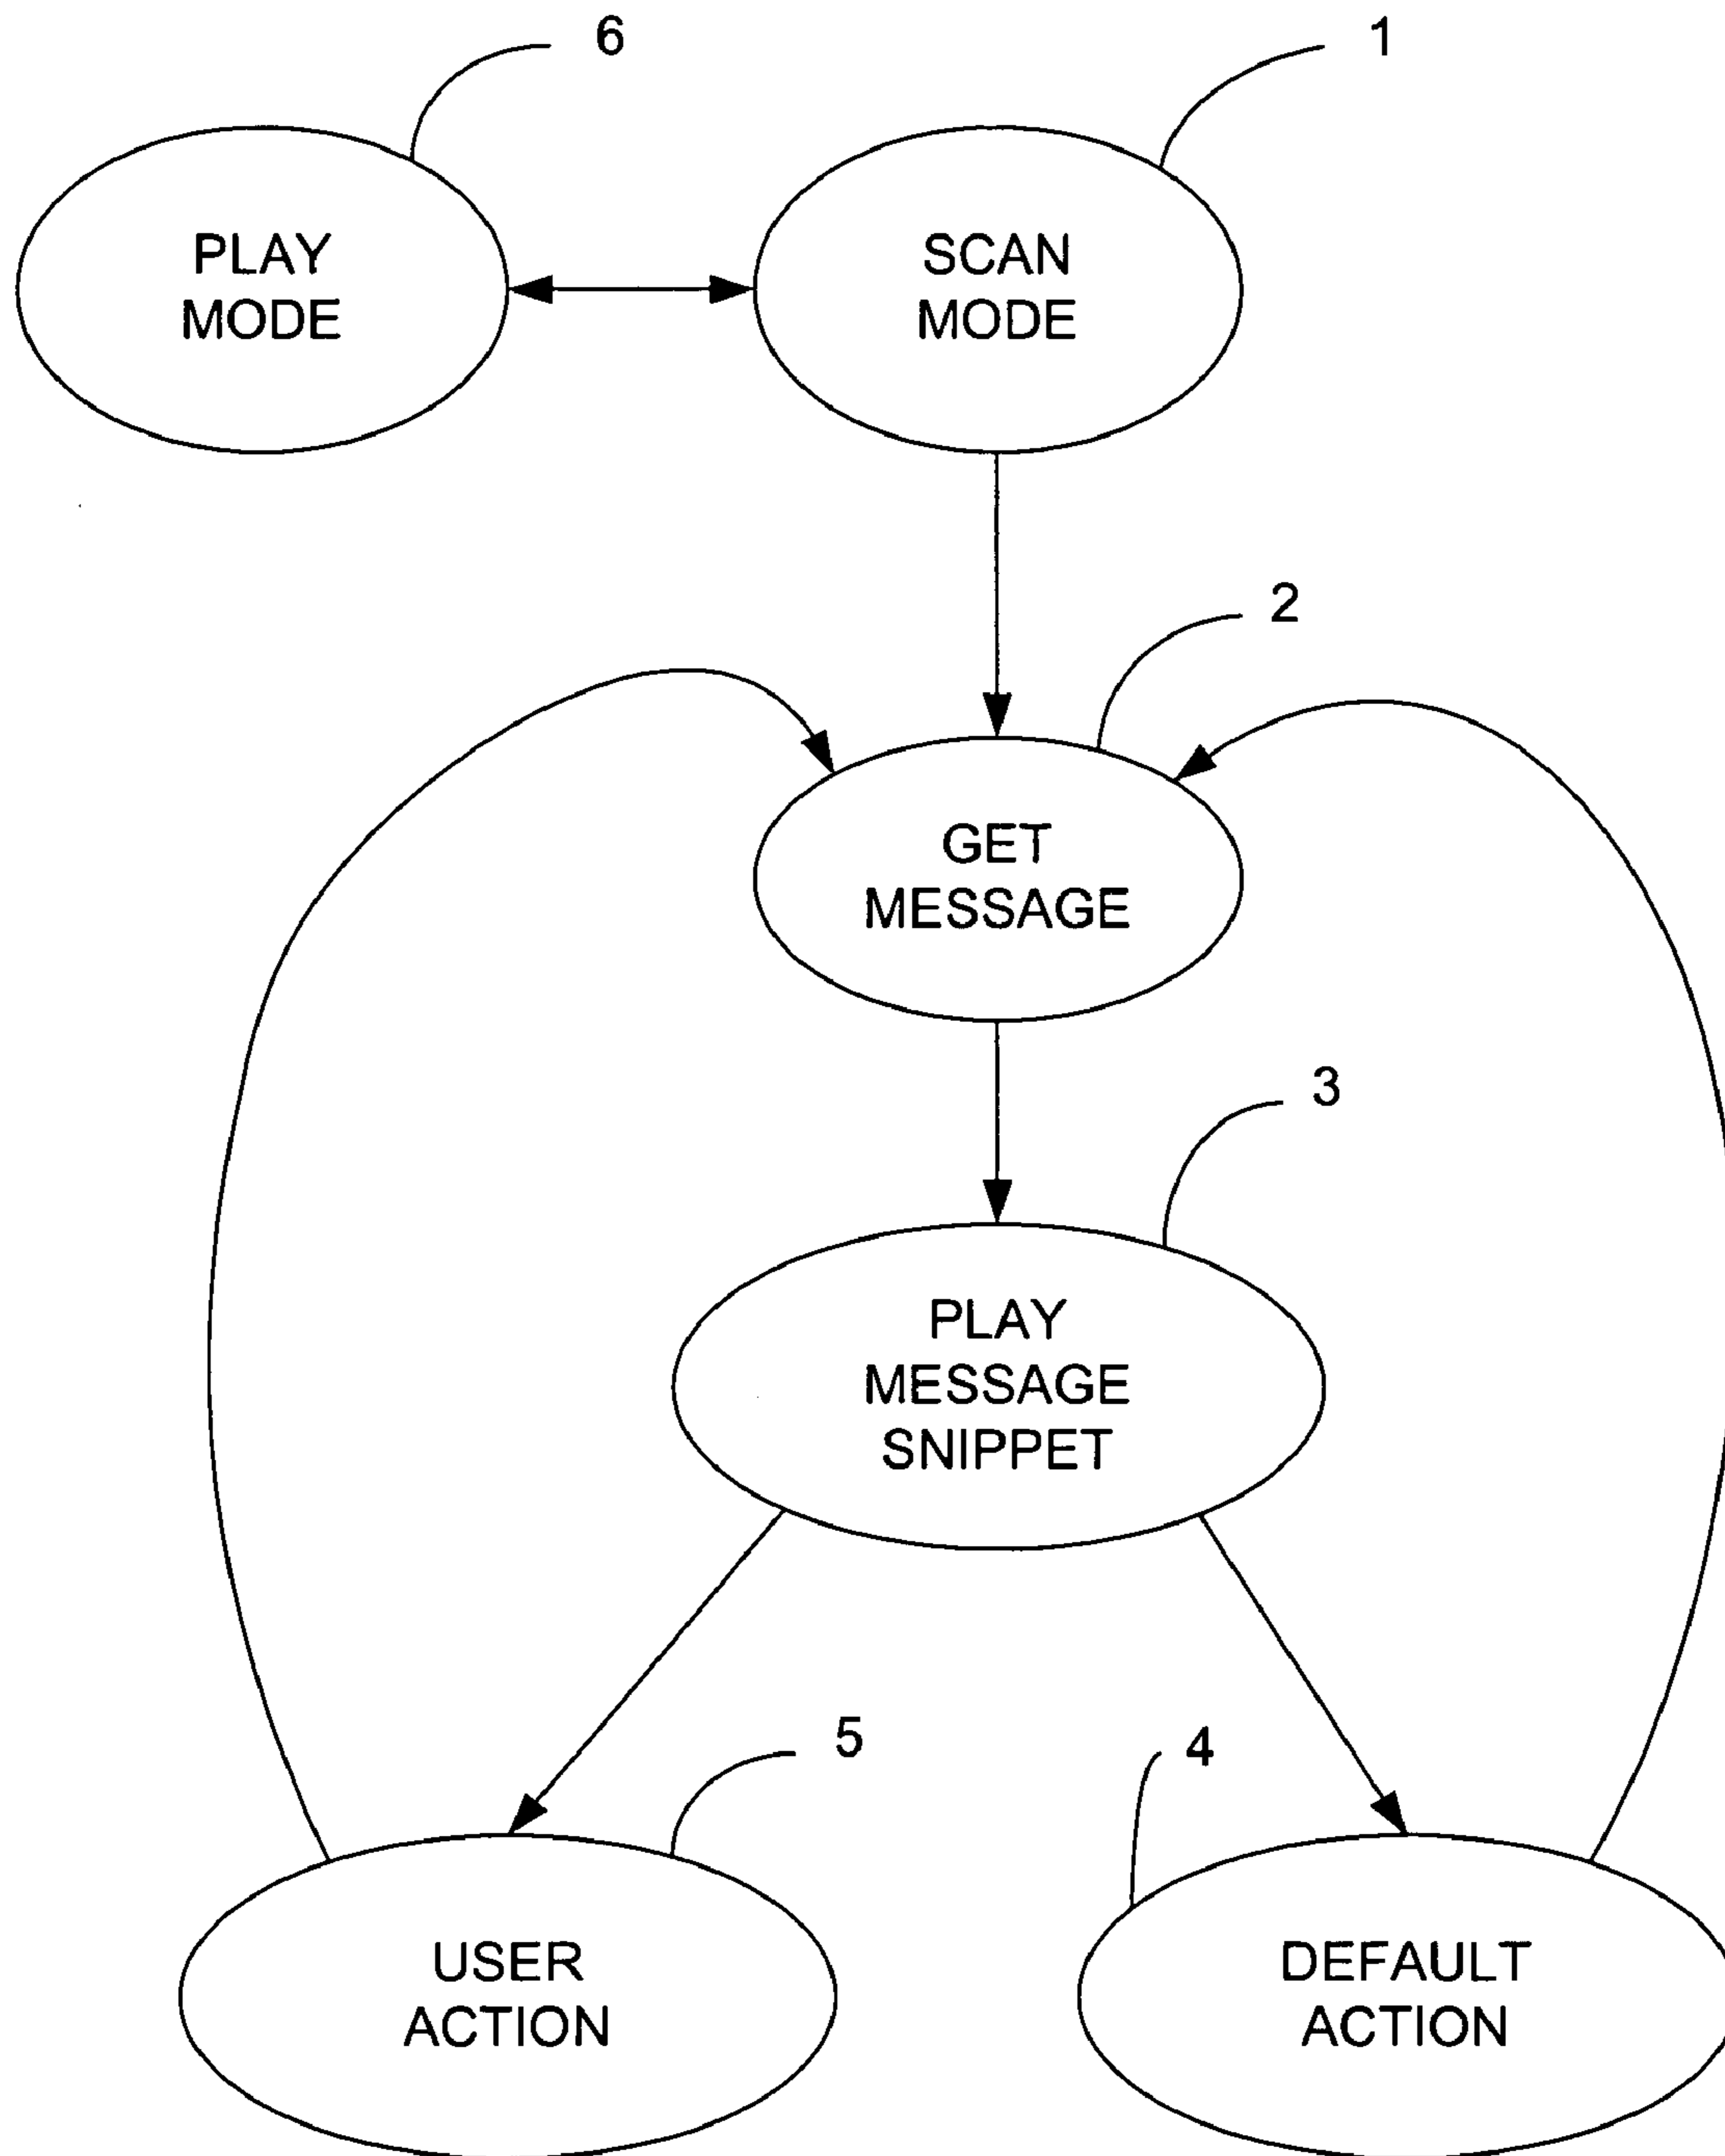 6
1
PLAY
MODE
SCAN
MODE
2
GET
MESSAGE
3
PLAY
MESSAGE
SNIPPET
5
4
USER
ACTION
DEFAULT
ACTION